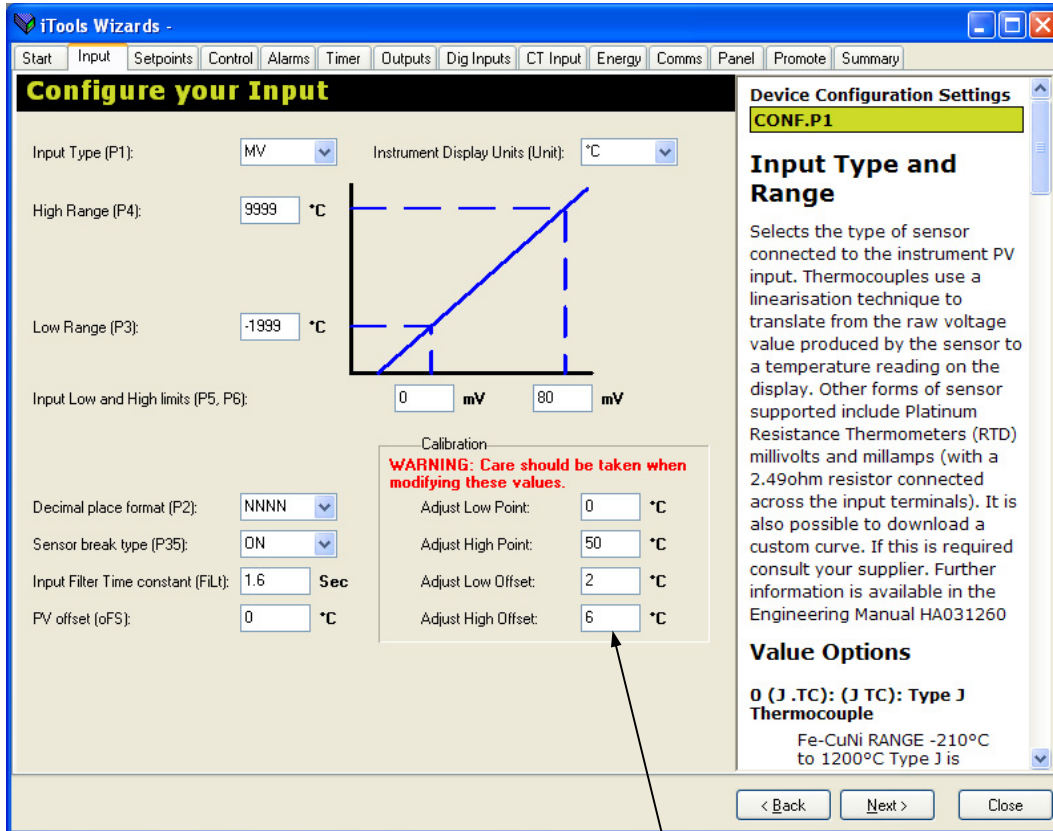 iTools Wizards -
Start Input Setpoints Control Alarms Timer Outputs Dig Inputs CT Input Energy Comms Panel Promote Summary
Configure your Input
Input Type (P1): MV Instrument Display Units (Unit): °C
High Range (P4): 9999 °C
Low Range (P3): -1999 °C
Input Low and High limits (P5, P6): 0 mV 80 mV
Calibration
WARNING: Care should be taken when
modifying these values.
Decimal place format (P2): NNNN Adjust Low Point: 0 °C
Sensor break type (P35): ON Adjust High Point: 50 °C
Input Filter Time constant (FiLt): 1.6 Sec Adjust Low Offset: 2 °C
PV offset (oFS): 0 °C Adjust High Offset: 6 °C
Device Configuration Settings
CONF.P1
Input Type and
Range
Selects the type of sensor
connected to the instrument PV
input. Thermocouples use a
linearisation technique to
translate from the raw voltage
value produced by the sensor to
a temperature reading on the
display. Other forms of sensor
supported include Platinum
Resistance Thermometers (RTD)
millivolts and millamps (with a
2.49ohm resistor connected
across the input terminals). It is
also possible to download a
custom curve. If this is required
consult your supplier. Further
information is available in the
Engineering Manual HA031260
Value Options
0 (J .TC): (J TC): Type J
Thermocouple
Fe-CuNi RANGE -210°C
to 1200°C Type J is
< Back Next > Close